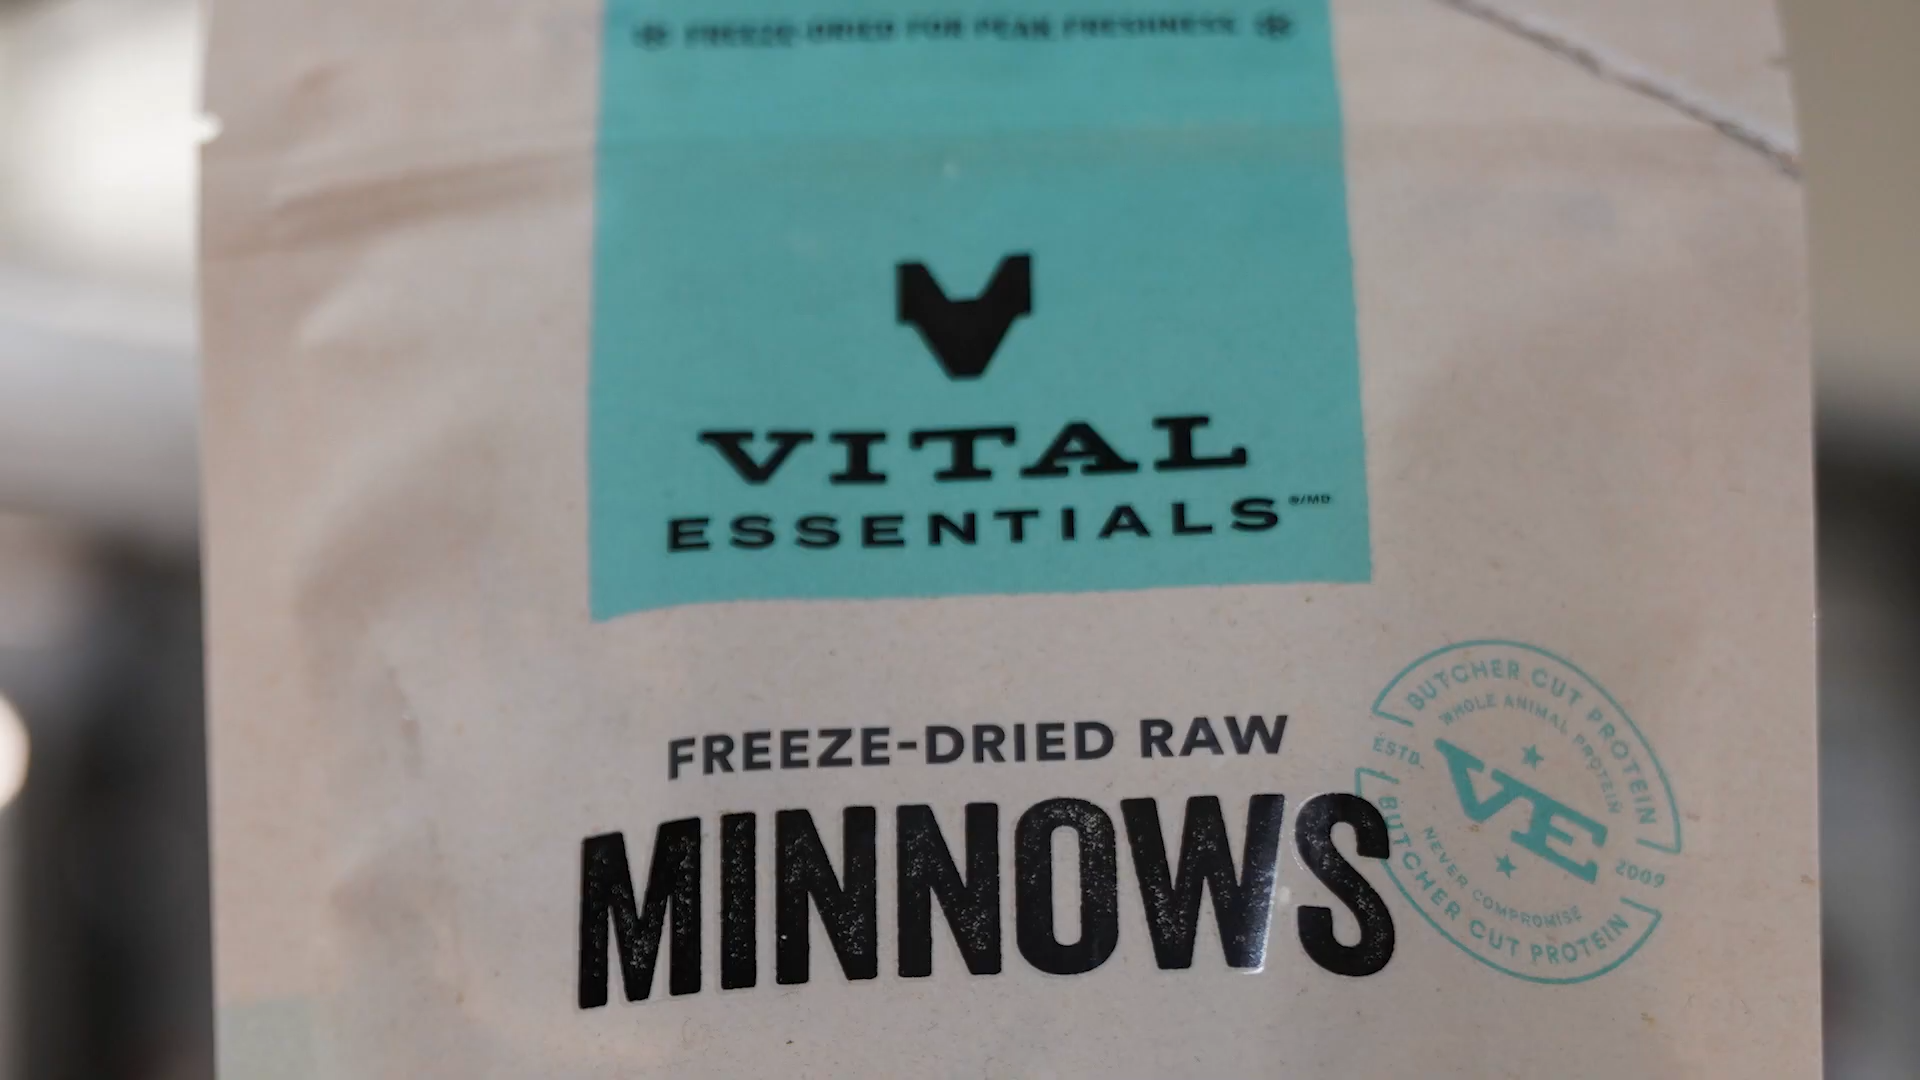 FREEZE-DRIED FOR PEAK FRESHNESS
VITAL
ESSENTIALS®/MD
FREEZE-DRIED RAW
MINNOWS
BUTCHER CUT PROTEIN
WHOLE ANIMAL PROTEIN
ESTD.
VE
2009
NEVER COMPROMISE
BUTCHER CUT PROTEIN